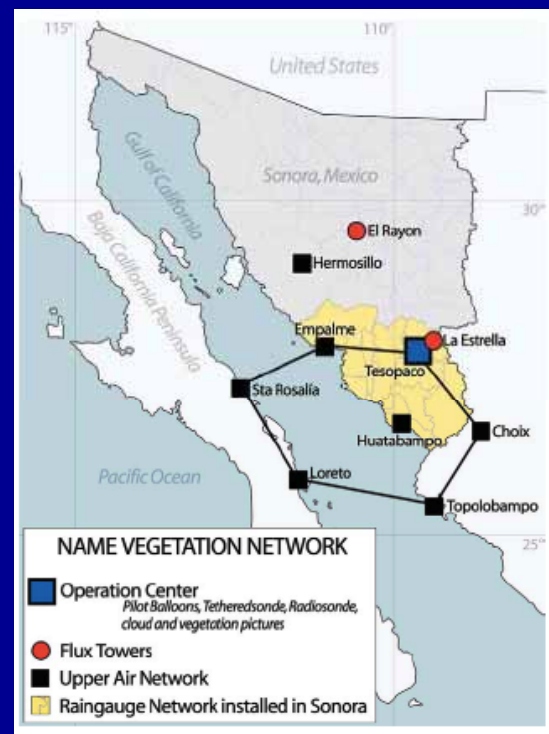 115°
110°
United States
Gulf of California
Sonora, Mexico
30°
El Rayon
Baja California Peninsula
Hermosillo
Empalme
La Estrella
Tesopaco
Sta Rosalía
Huatabampo
Choix
Loreto
Pacific Ocean
Topolobampo
25°
NAME VEGETATION NETWORK
Operation Center
Pilot Balloons, Tetheredsonde, Radiosonde,
cloud and vegetation pictures
Flux Towers
Upper Air Network
Raingauge Network installed in Sonora